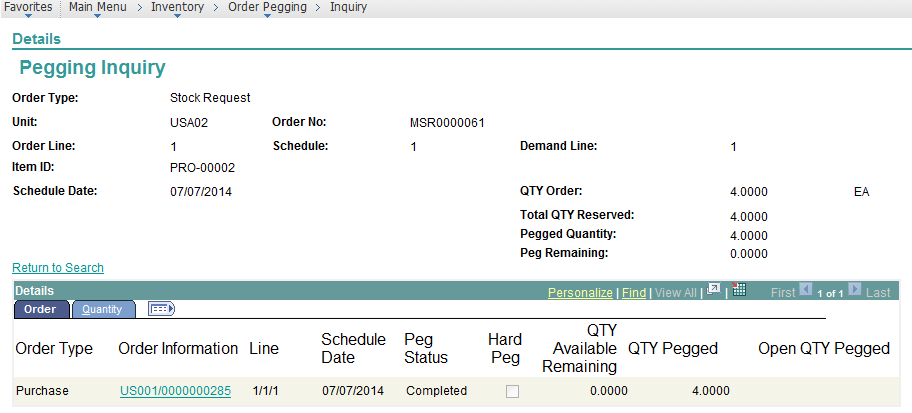 Favorites Main Menu > Inventory > Order Pegging > Inquiry
Details
Pegging Inquiry
Order Type: Stock Request
Unit: USA02 Order No: MSR0000061
Order Line: 1 Schedule: 1 Demand Line: 1
Item ID: PRO-00002
Schedule Date: 07/07/2014 QTY Order: 4.0000 EA
Total QTY Reserved: 4.0000
Pegged Quantity: 4.0000
Peg Remaining: 0.0000
Return to Search
Details Personalize | Find | View All | | First 1 of 1 Last
Order Quantity
Order Type Order Information Line Schedule Date Peg Status Hard Peg QTY Available Remaining QTY Pegged Open QTY Pegged
Purchase US001/0000000285 1/1/1 07/07/2014 Completed 0.0000 4.0000